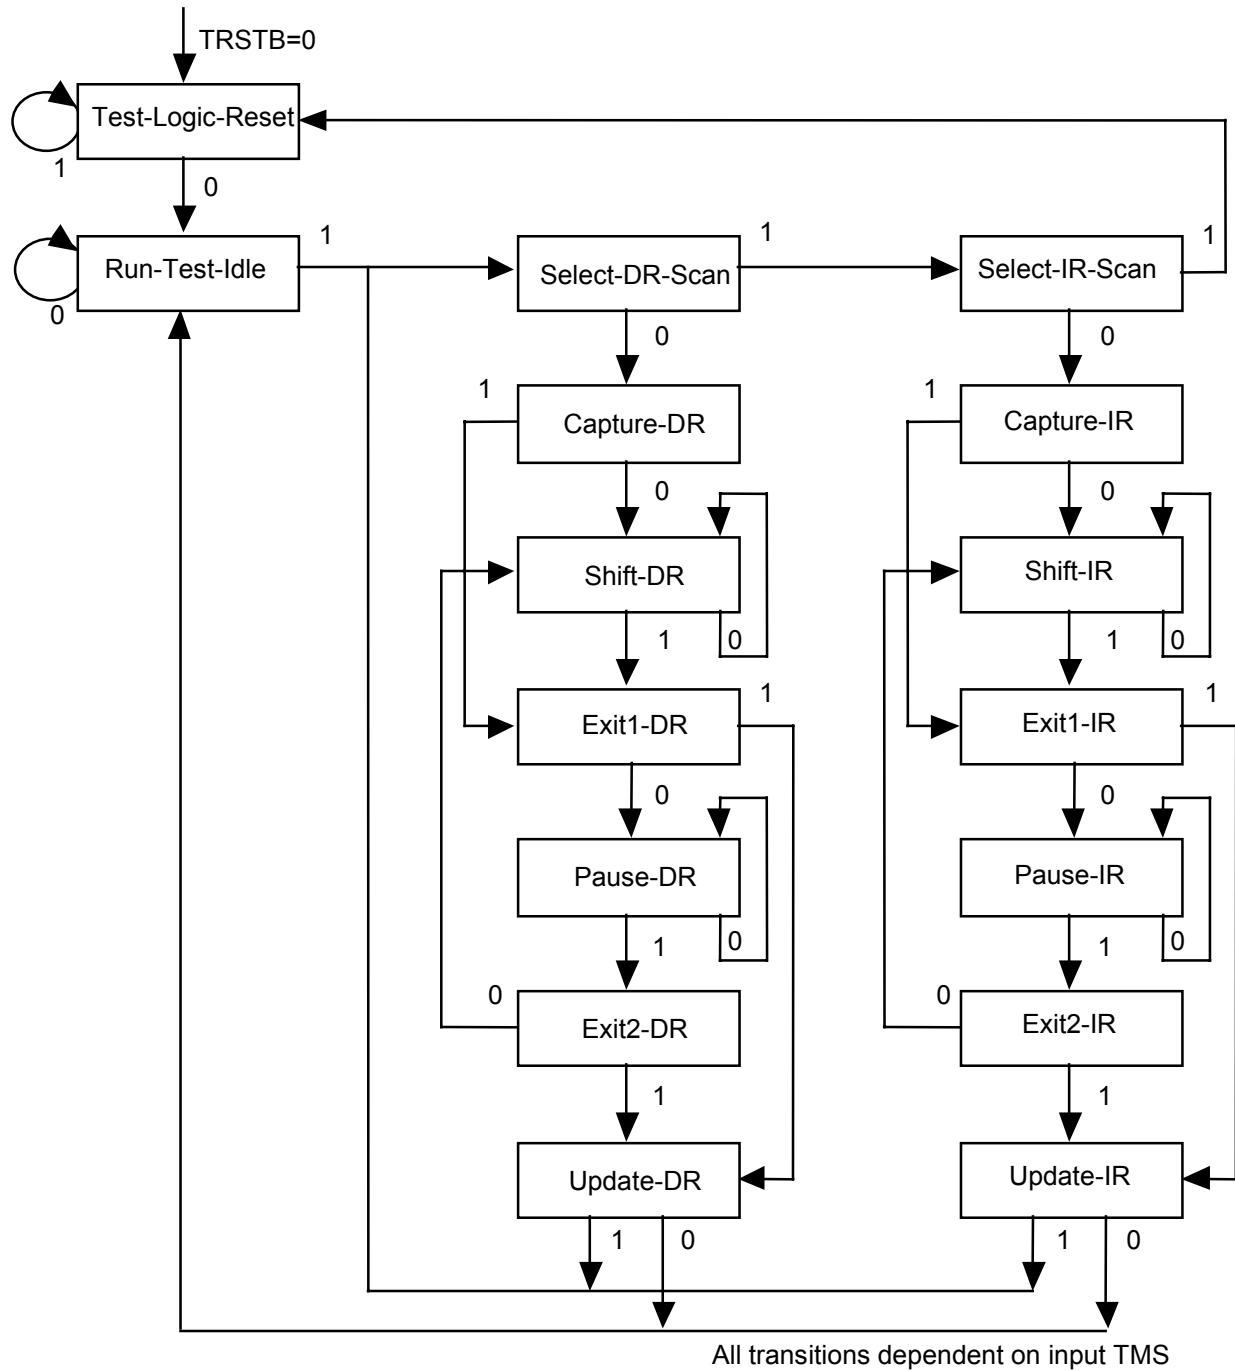 TRSTB=0
Test-Logic-Reset
1
0
Run-Test-Idle
1
0
Select-DR-Scan
1
Select-IR-Scan
1
0
0
1
Capture-DR
1
Capture-IR
0
0
Shift-DR
Shift-IR
1
0
1
0
Exit1-DR
1
Exit1-IR
1
0
0
Pause-DR
Pause-IR
1
0
1
0
0
Exit2-DR
0
Exit2-IR
1
1
Update-DR
Update-IR
1
0
1
0
All transitions dependent on input TMS